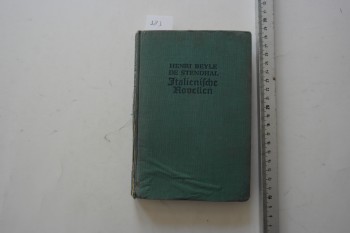 HENRI BEYLE
DE STENDHAL
Italienische
Novellen